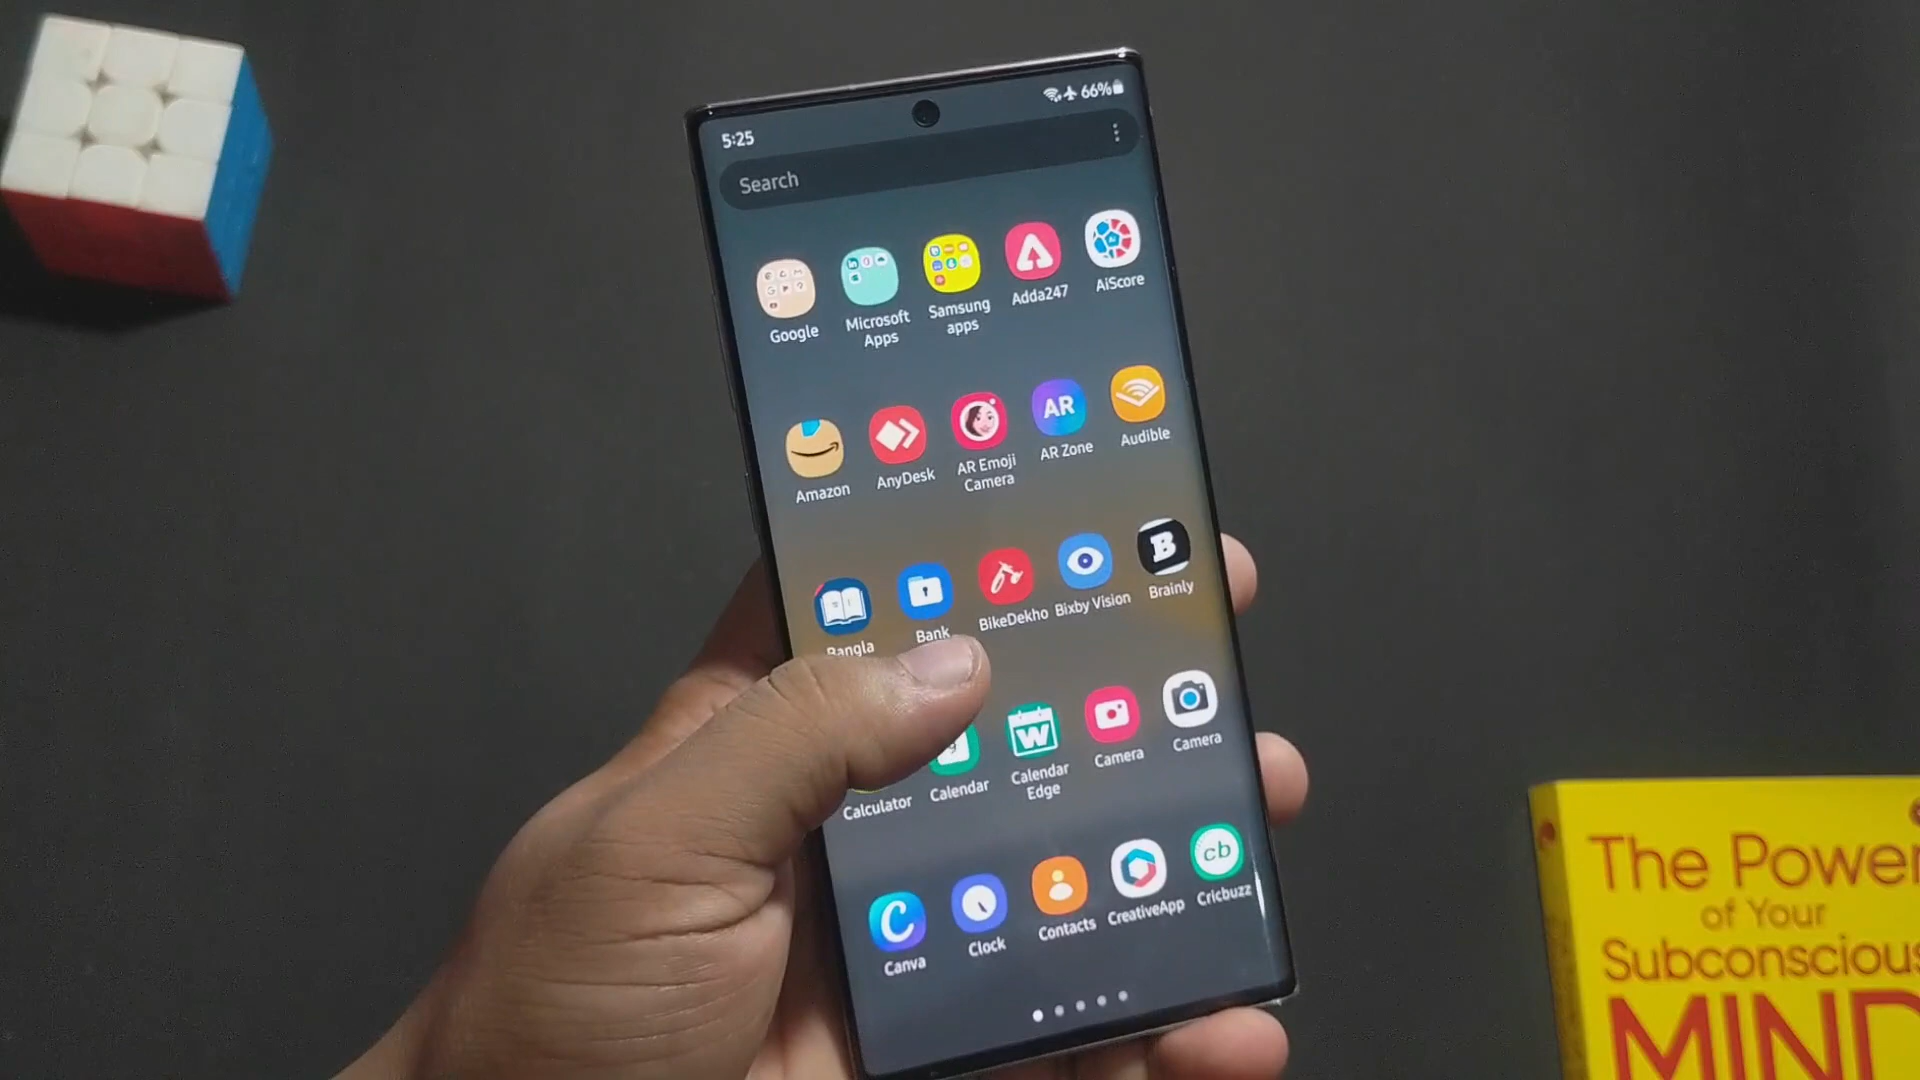 5:25
66%
Search
Google
Microsoft
Apps
Samsung
apps
Adda247
AiScore
Amazon
AnyDesk
AR Emoji
Camera
AR
AR Zone
Audible
Bangla
Bank
BikeDekho
Bixby Vision
B
Brainly
Calculator
Calendar
W
Calendar
Edge
Camera
Camera
C
Canva
Clock
Contacts
CreativeApp
cb
Cricbuzz
The Power
of Your
Subconscious
MIND